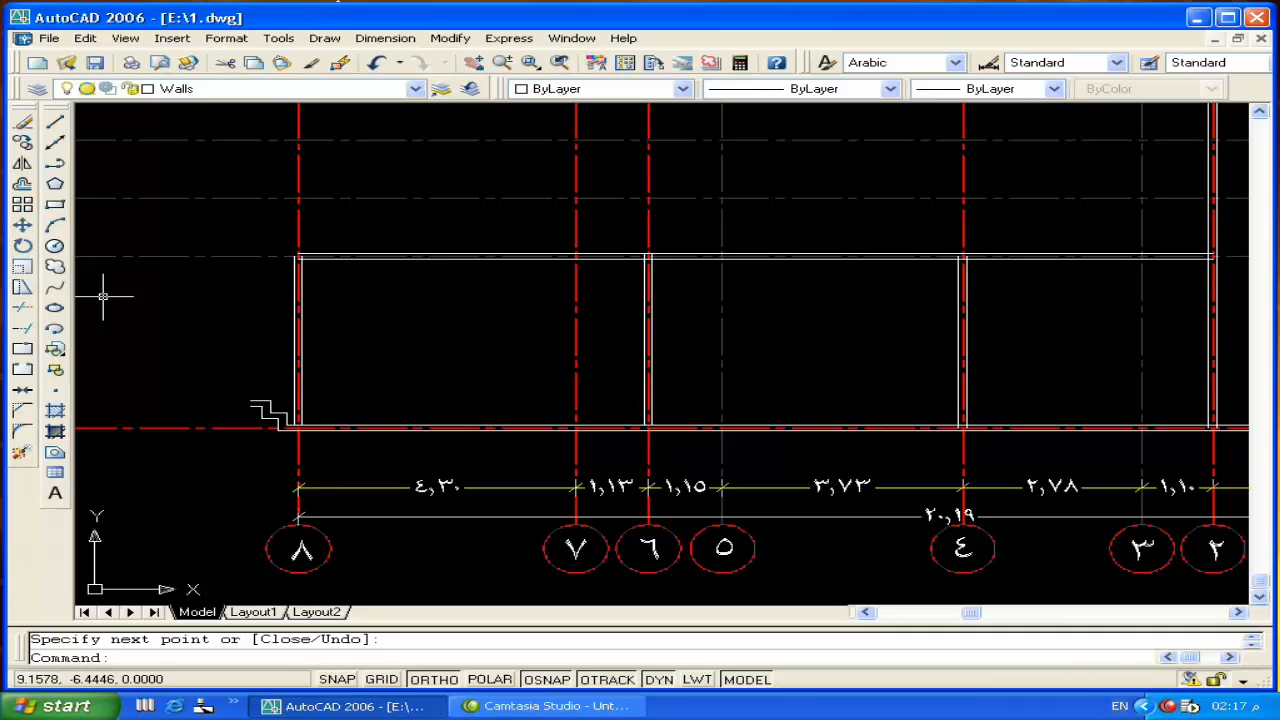 AutoCAD 2006 - [E:\1.dwg]
File Edit View Insert Format Tools Draw Dimension Modify Express Window Help
Arabic Standard Standard
Walls ByLayer ByLayer ByLayer ByColor
A
٤,٣٠ ١,١٣ ١,١٥ ٣,٧٣ ٢,٧٨ ١,١٠
٢٠,١٩
٨ ٧ ٦ ٥ ٤ ٣ ٢
Y
X
Model Layout1 Layout2
Specify next point or [Close/Undo]:
Command:
9.1578, -6.4446, 0.0000 SNAP GRID ORTHO POLAR OSNAP OTRACK DYN LWT MODEL
start AutoCAD 2006 - [E:\... Camtasia Studio - Unt... EN 02:17 م